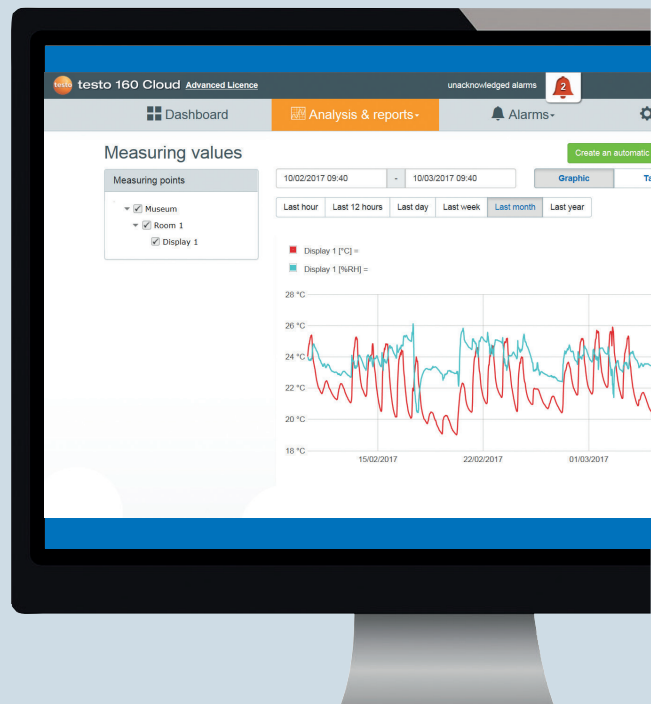 testo
testo 160 Cloud Advanced Licence
unacknowledged alarms
2
Dashboard
Analysis & reports
Alarms
Measuring values
Create an automatic
Measuring points
10/02/2017 09:40 - 10/03/2017 09:40
Graphic
Ta
Museum
Last hour Last 12 hours Last day Last week Last month Last year
Room 1
Display 1
Display 1 [°C] =
Display 1 [%RH] =
28 °C
26 °C
24 °C
22 °C
20 °C
18 °C
15/02/2017 22/02/2017 01/03/2017